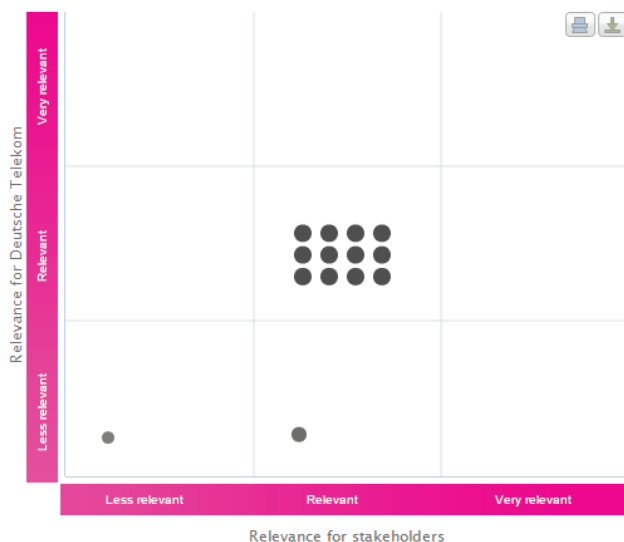 Relevance for Deutsche Telekom
Very relevant
Relevant
Less relevant
Less relevant
Relevant
Very relevant
Relevance for stakeholders